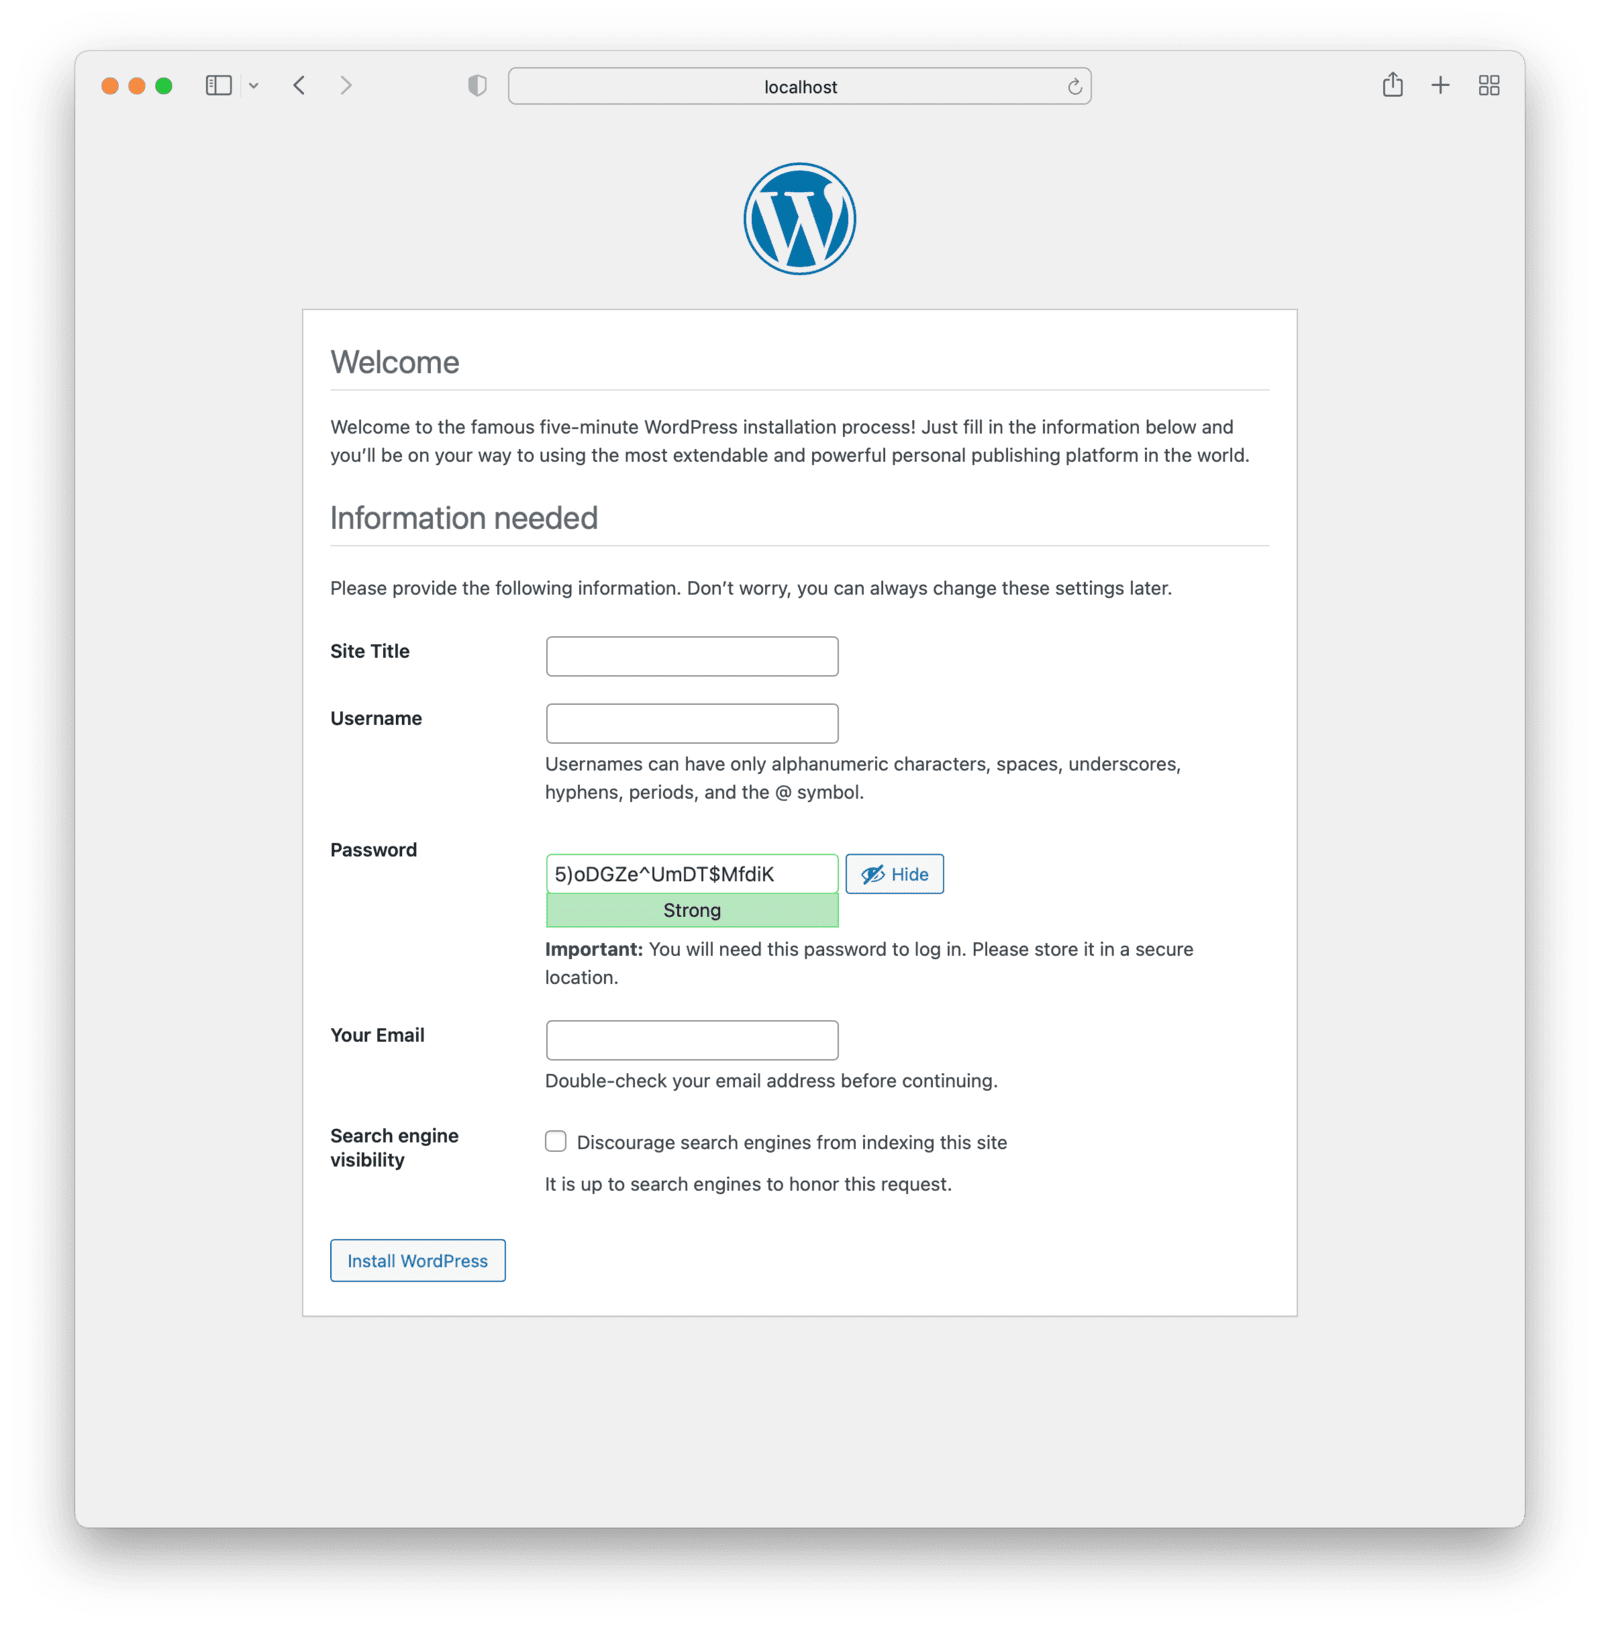 localhost
Welcome
Welcome to the famous five-minute WordPress installation process! Just fill in the information below and
you’ll be on your way to using the most extendable and powerful personal publishing platform in the world.
Information needed
Please provide the following information. Don’t worry, you can always change these settings later.
Site Title
Username
Usernames can have only alphanumeric characters, spaces, underscores,
hyphens, periods, and the @ symbol.
Password
5)oDGZe^UmDT$MfdiK
Hide
Strong
Important: You will need this password to log in. Please store it in a secure
location.
Your Email
Double-check your email address before continuing.
Search engine
visibility
Discourage search engines from indexing this site
It is up to search engines to honor this request.
Install WordPress